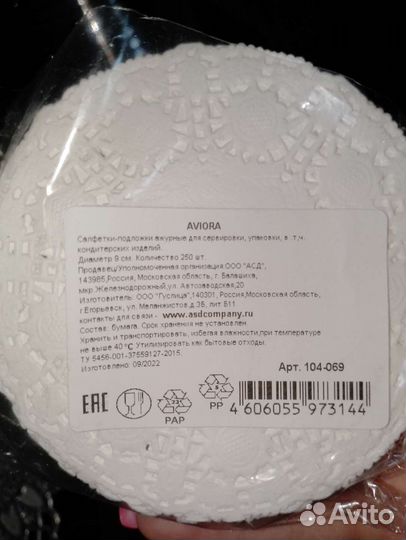 AVIORA
Салфетки-подложки ажурные для сервировки, упаковки, в т.ч.
кондитерских изделий.
Диаметр 9 см. Количество 250 шт.
Продавец/Уполномоченная организация:ООО "АСД",
143985,Россия, Московская область, г. Балашиха,
мкр.Железнодорожный,ул. Автозаводская,20
Изготовитель: ООО "Гуслица",140301, Россия,Московская область,
г.Егорьевск, ул. Меланжистов,д.3Б, лит.Б11.
контакты для связи - www.asdcompany.ru
Состав: бумага. Срок хранения не установлен.
Хранить и транспортировать, избегая влажности,при температуре
не выше 40 ℃ Утилизировать как бытовые отходы.
ТУ 5456-001-37559127-2015.
Изготовлено: 09/2022
Арт. 104-069
EAC
22
PAP
5
PP
4 606055 973144
Avito